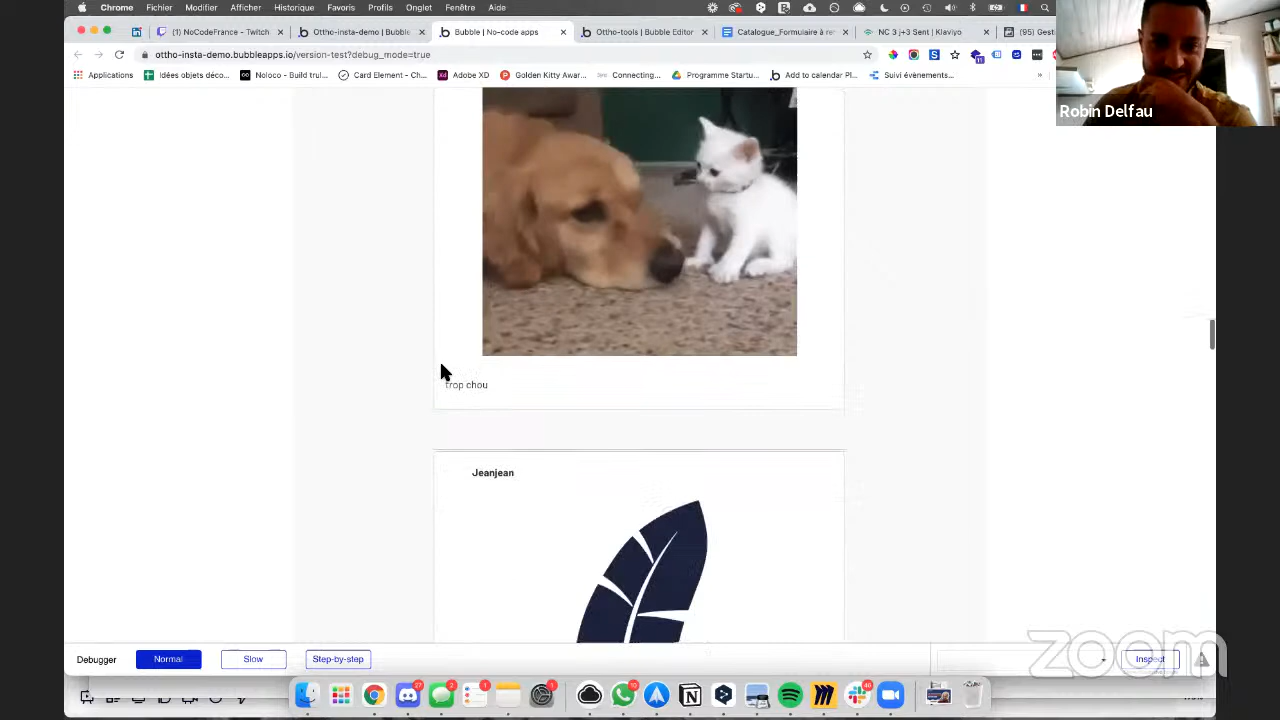 Chrome Fichier Modifier Afficher Historique Favoris Profils Onglet Fenêtre Aide
NoCodeFrance - Twitch
Ottho-insta-demo | Bubble
Bubble | No-code apps
Ottho-tools | Bubble Editor
Catalogue_Formulaire à re
NC 3 j+3 Sent | Klaviyo
(95) Gesti
ottho-insta-demo.bubbleapps.io/version-test?debug_mode=true
Applications
Idées objets déco...
Noloco - Build trul...
Card Element - Ch...
Adobe XD
Golden Kitty Awar...
Connecting...
Programme Startu...
Add to calendar Pl...
Suivi évènements...
Robin Delfau
trop chou
Jeanjean
Debugger Normal Slow Step-by-step Inspect
zoom